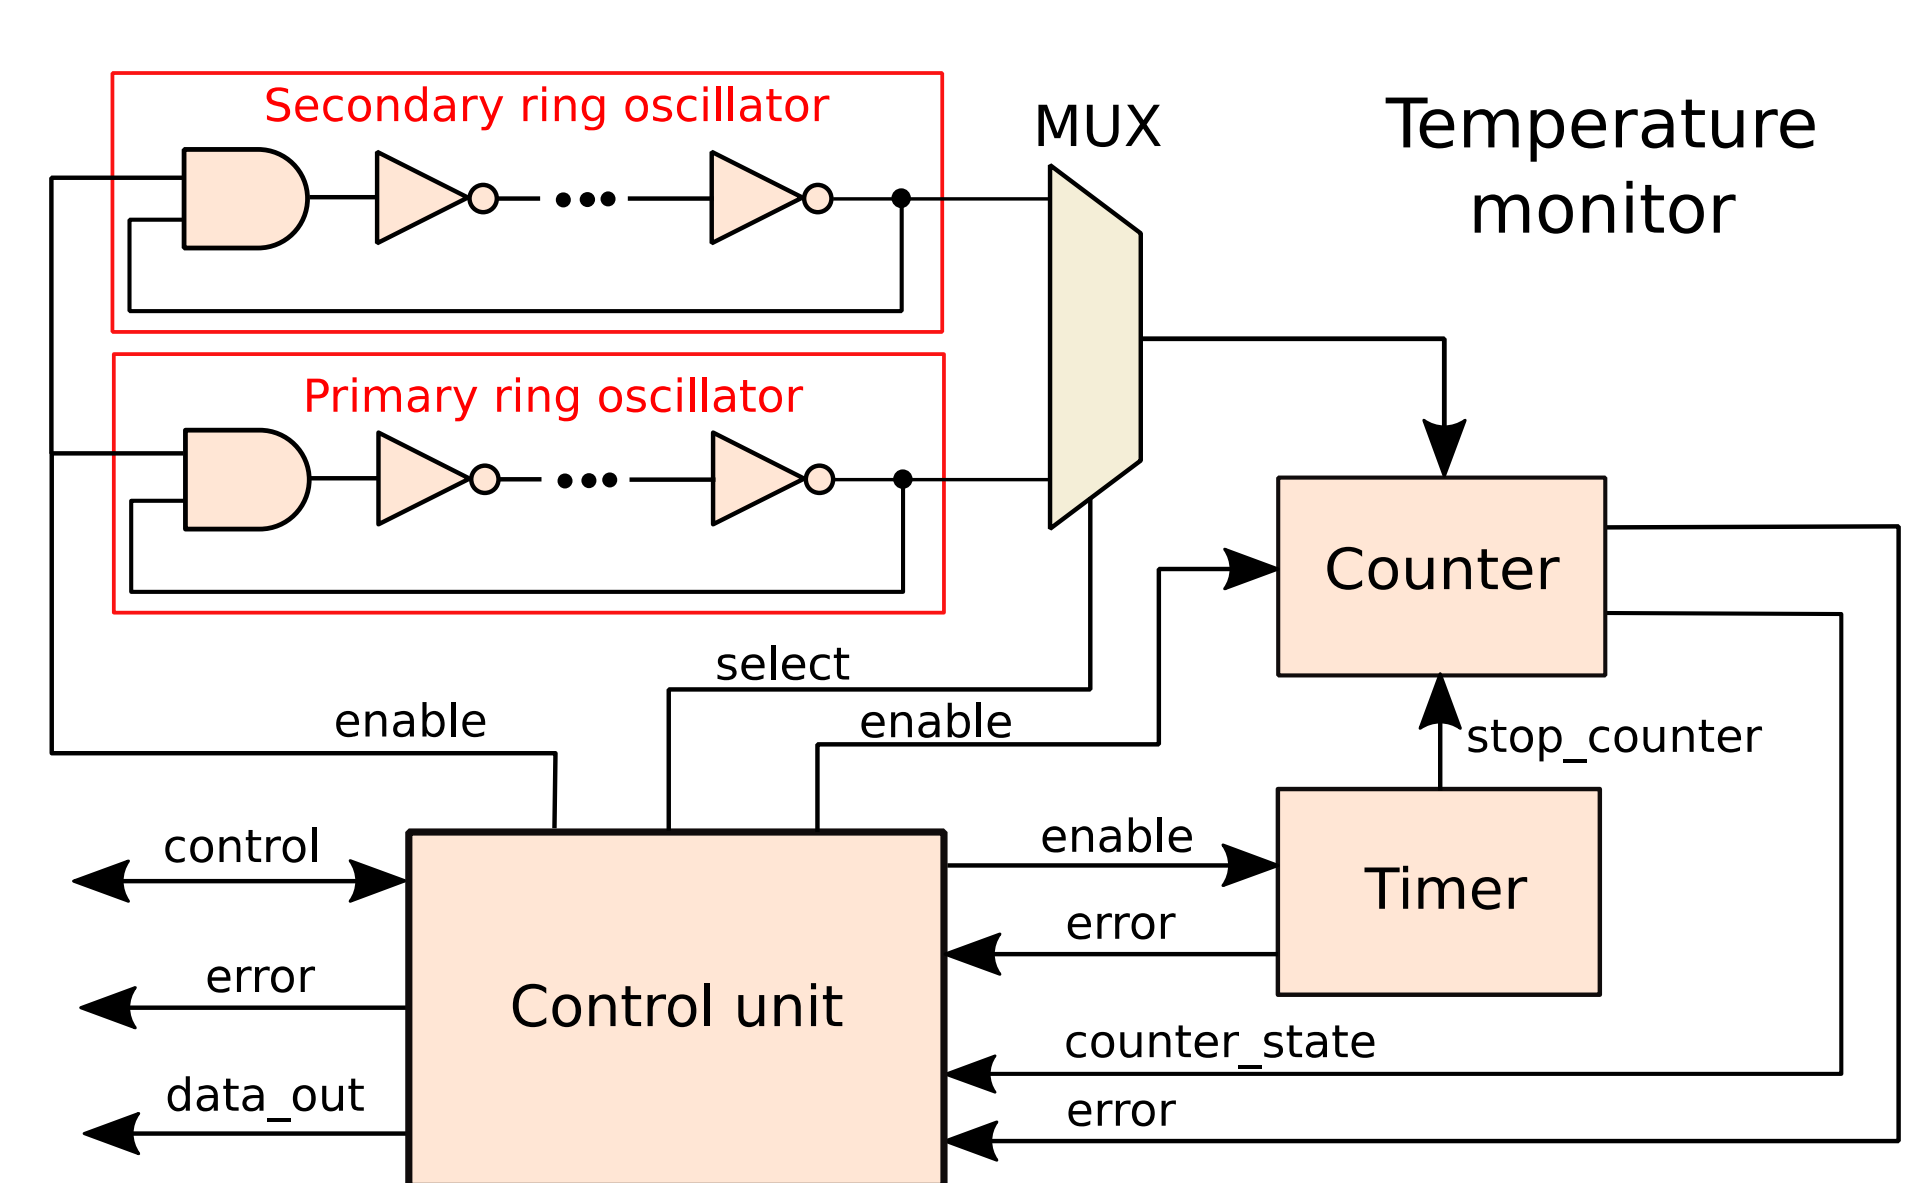 Secondary ring oscillator
MUX
Temperature
monitor
Primary ring oscillator
Counter
select
enable
enable
stop_counter
control
enable
Timer
error
error
Control unit
counter_state
data_out
error